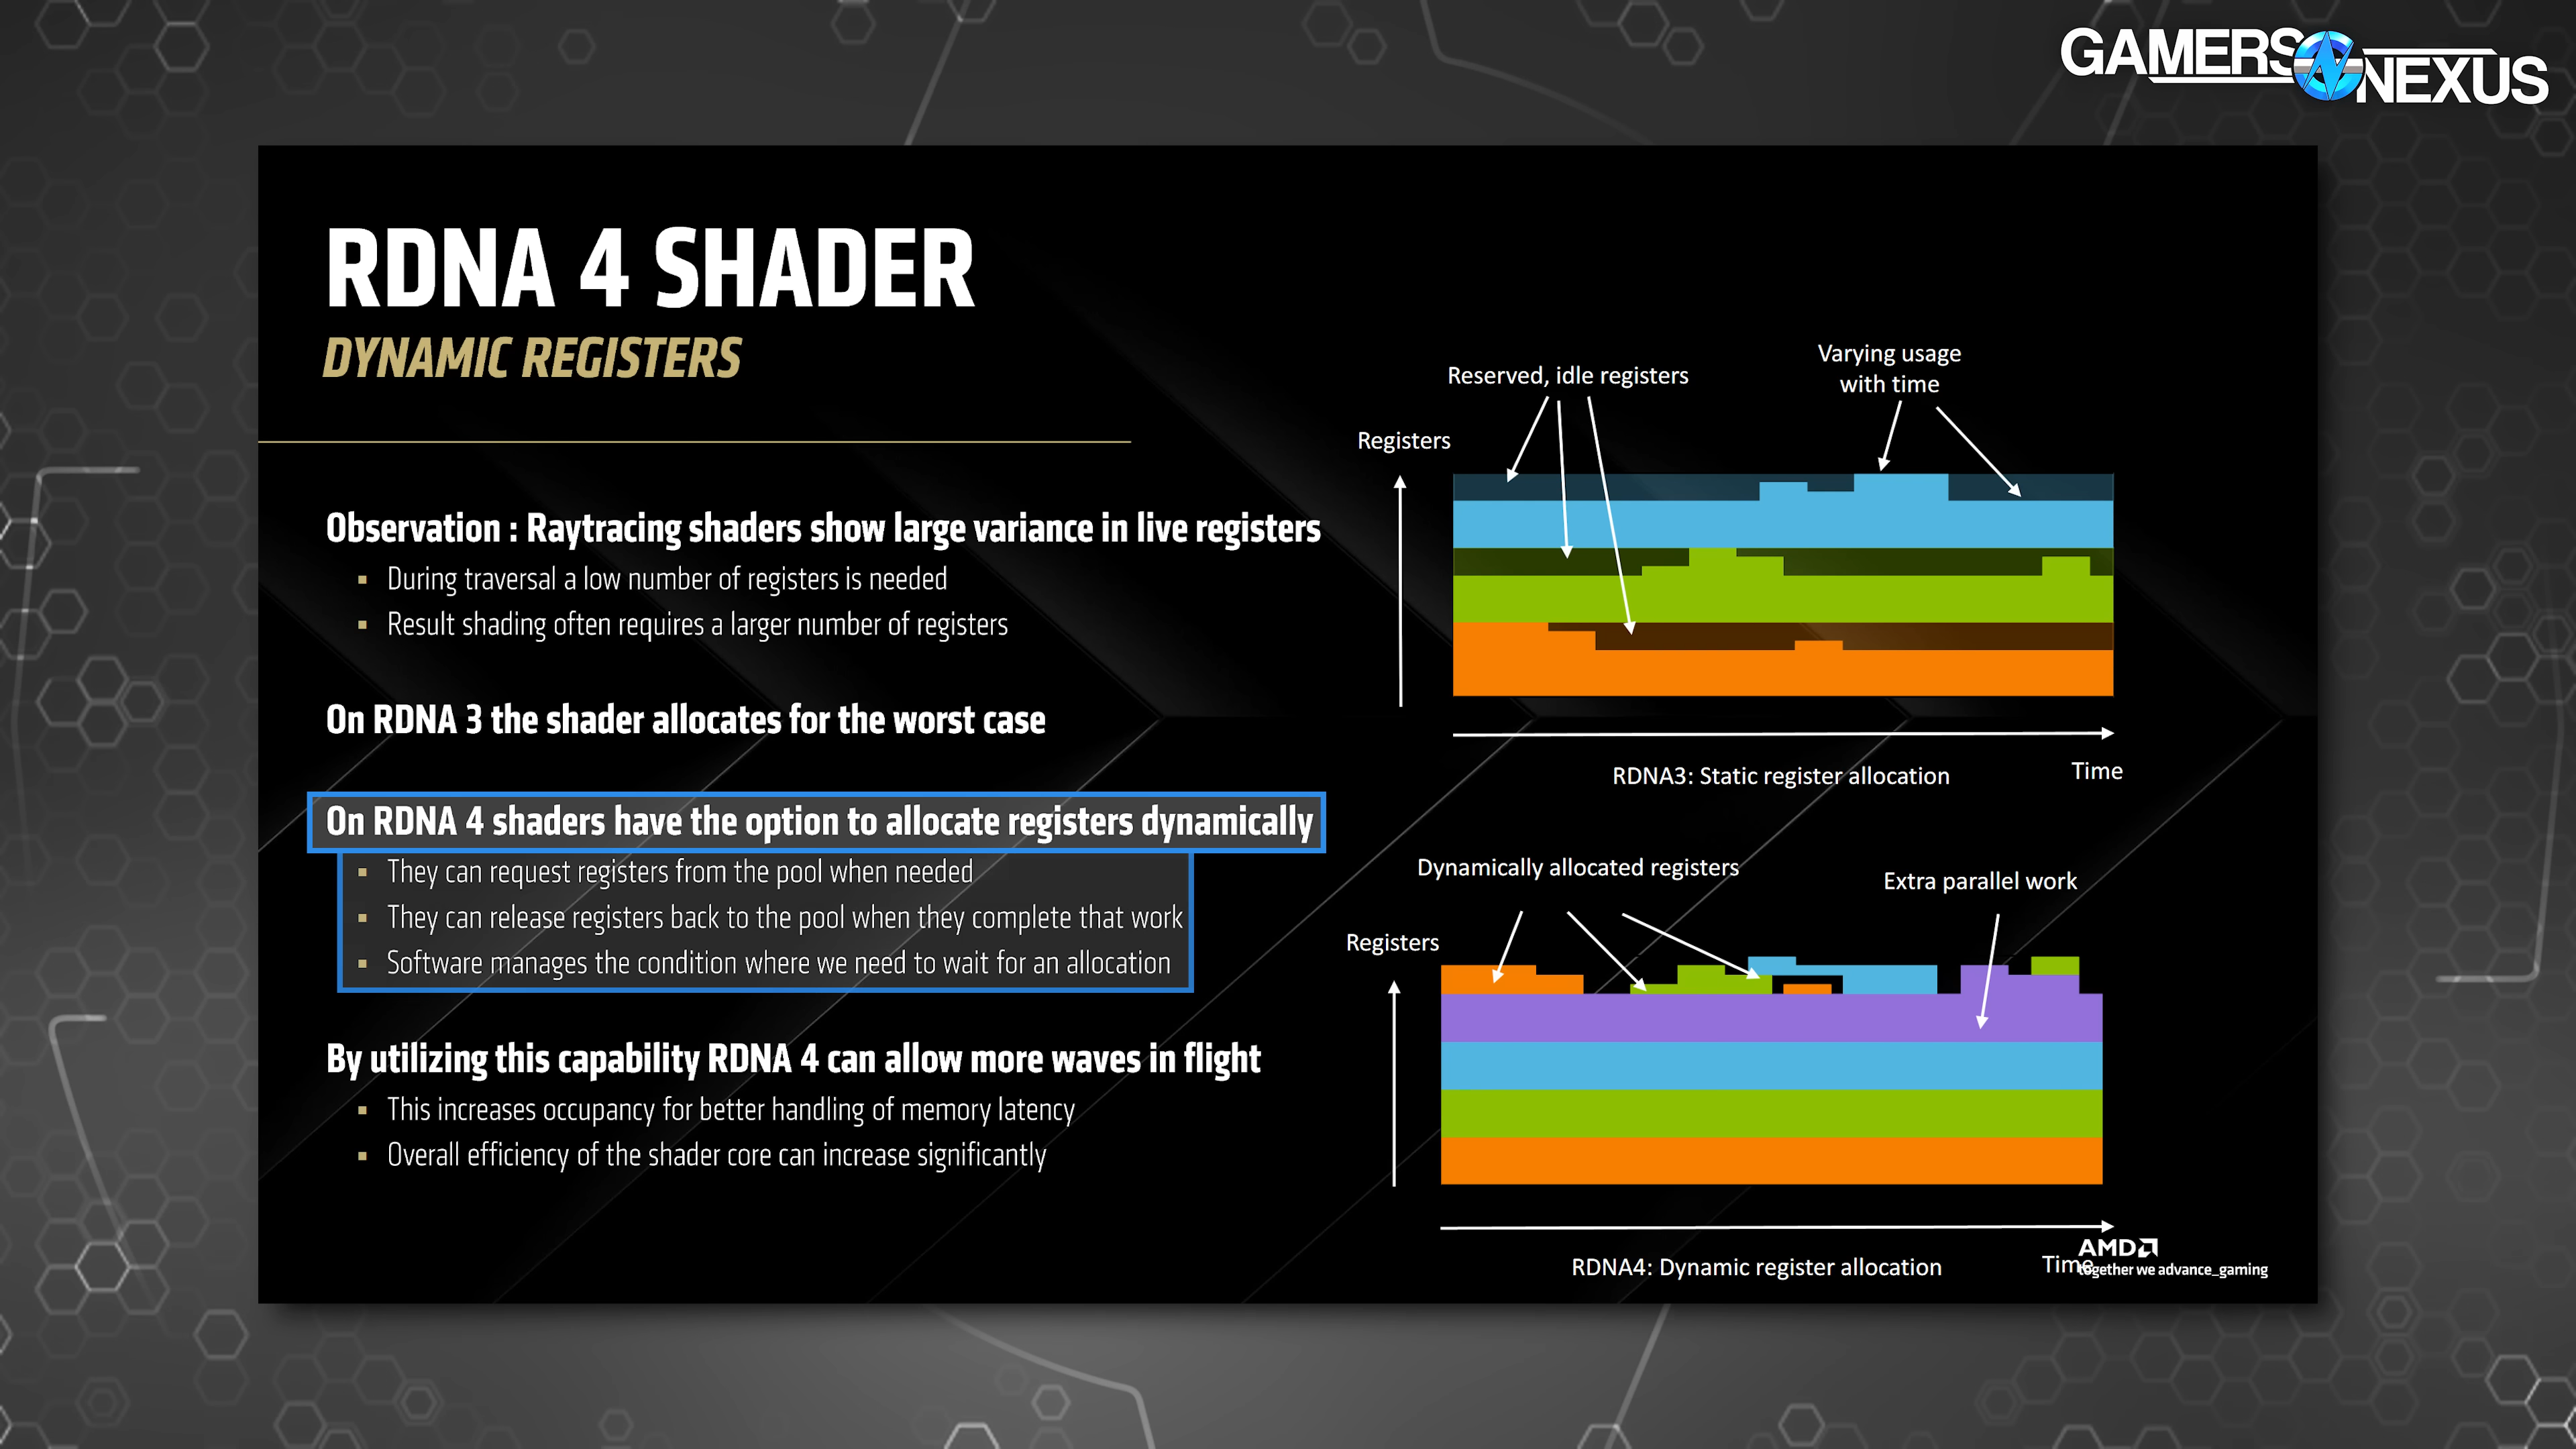 GAMERS NEXUS
RDNA 4 SHADER
DYNAMIC REGISTERS
Observation : Raytracing shaders show large variance in live registers
▪ During traversal a low number of registers is needed
▪ Result shading often requires a larger number of registers
On RDNA 3 the shader allocates for the worst case
On RDNA 4 shaders have the option to allocate registers dynamically
▪ They can request registers from the pool when needed
▪ They can release registers back to the pool when they complete that work
▪ Software manages the condition where we need to wait for an allocation
By utilizing this capability RDNA 4 can allow more waves in flight
▪ This increases occupancy for better handling of memory latency
▪ Overall efficiency of the shader core can increase significantly
Reserved, idle registers
Varying usage
with time
Registers
Time
RDNA3: Static register allocation
Dynamically allocated registers
Extra parallel work
Registers
Time
RDNA4: Dynamic register allocation
AMD
together we advance_gaming